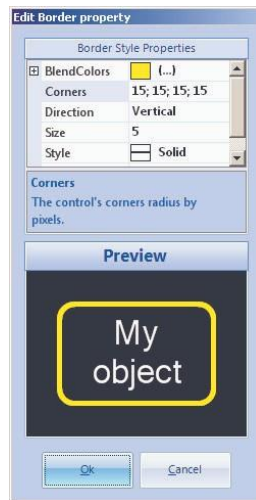 Edit Border property
Border Style Properties
BlendColors (...)
Corners 15; 15; 15; 15
Direction Vertical
Size 5
Style Solid
Corners
The control's corners radius by
pixels.
Preview
My
object
Ok Cancel